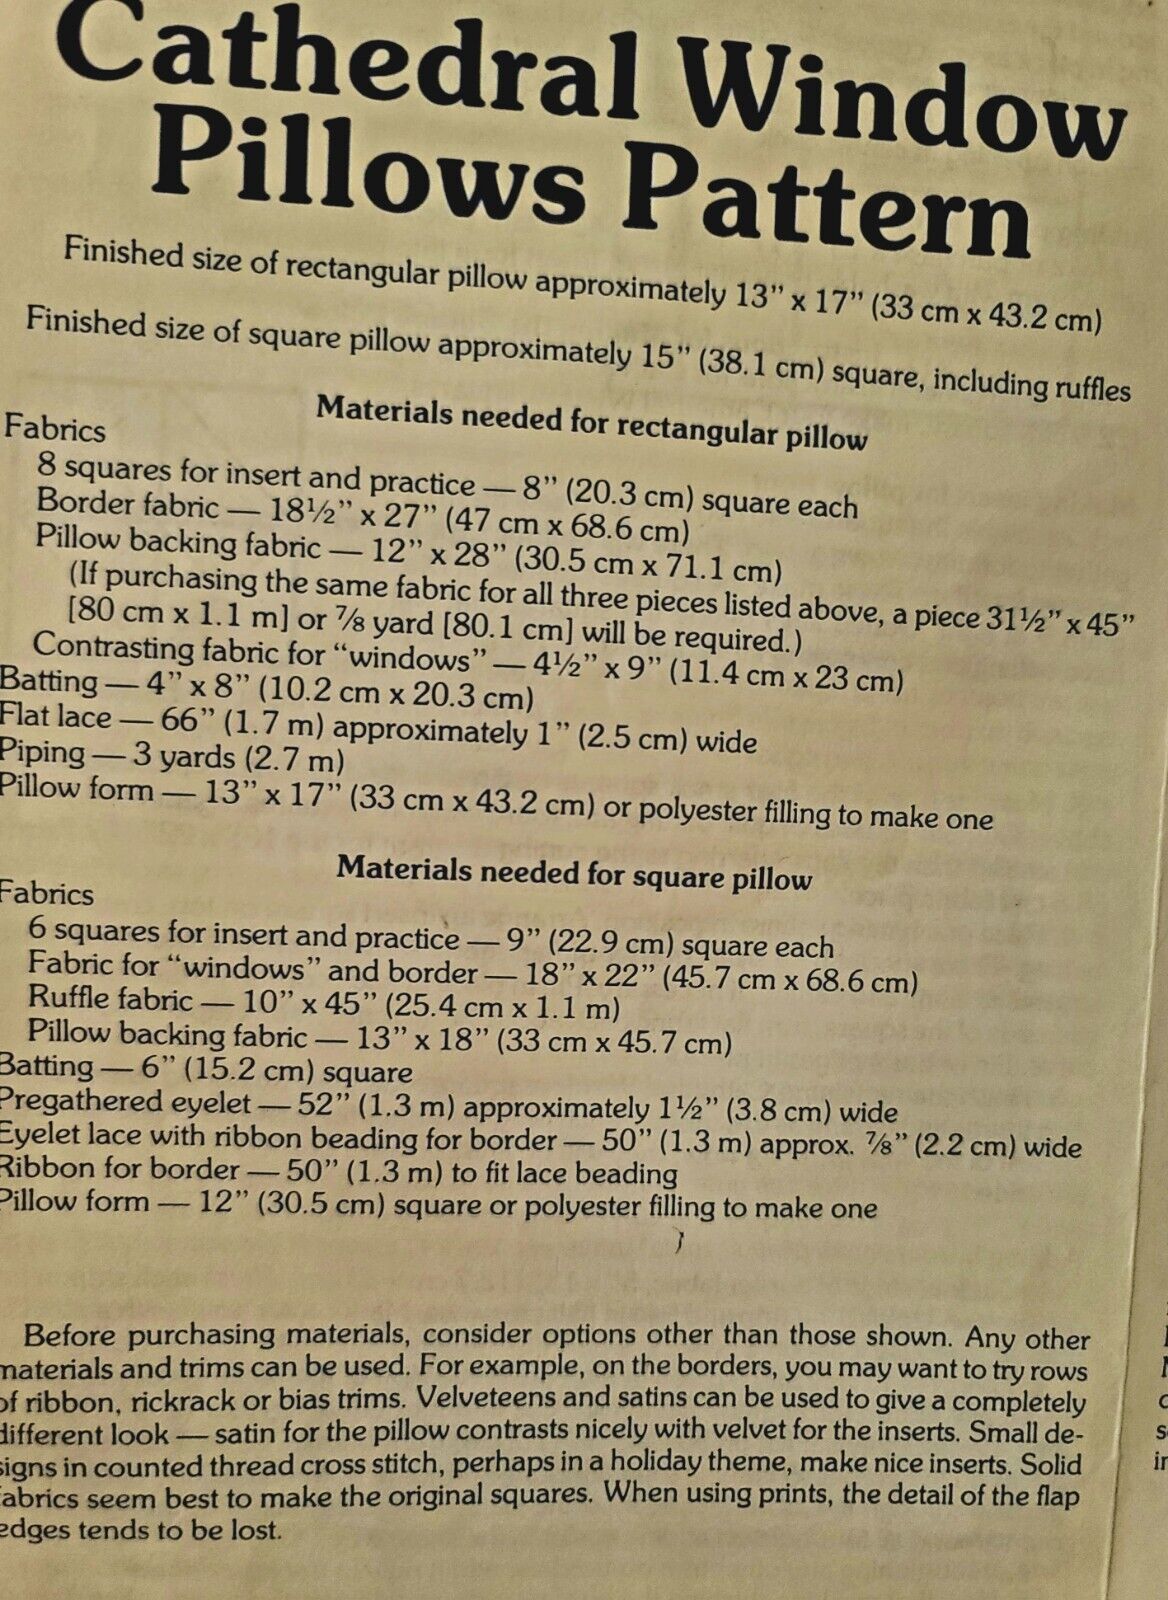 Cathedral Window
Pillows Pattern
Finished size of rectangular pillow approximately 13” x 17” (33 cm x 43.2 cm)
Finished size of square pillow approximately 15” (38.1 cm) square, including ruffles
Materials needed for rectangular pillow
Fabrics
8 squares for insert and practice — 8” (20.3 cm) square each
Border fabric — 18½” x 27” (47 cm x 68.6 cm)
Pillow backing fabric — 12” x 28” (30.5 cm x 71.1 cm)
(If purchasing the same fabric for all three pieces listed above, a piece 31½” x 45”
[80 cm x 1.1 m] or ⅞ yard [80.1 cm] will be required.)
Contrasting fabric for “windows” — 4½” x 9” (11.4 cm x 23 cm)
Batting — 4” x 8” (10.2 cm x 20.3 cm)
Flat lace — 66” (1.7 m) approximately 1” (2.5 cm) wide
Piping — 3 yards (2.7 m)
Pillow form — 13” x 17” (33 cm x 43.2 cm) or polyester filling to make one
Materials needed for square pillow
Fabrics
6 squares for insert and practice — 9” (22.9 cm) square each
Fabric for “windows” and border — 18” x 22” (45.7 cm x 68.6 cm)
Ruffle fabric — 10” x 45” (25.4 cm x 1.1 m)
Pillow backing fabric — 13” x 18” (33 cm x 45.7 cm)
Batting — 6” (15.2 cm) square
Pregathered eyelet — 52” (1.3 m) approximately 1½” (3.8 cm) wide
Eyelet lace with ribbon beading for border — 50” (1.3 m) approx. ⅞” (2.2 cm) wide
Ribbon for border — 50” (1.3 m) to fit lace beading
Pillow form — 12” (30.5 cm) square or polyester filling to make one
Before purchasing materials, consider options other than those shown. Any other
materials and trims can be used. For example, on the borders, you may want to try rows
of ribbon, rickrack or bias trims. Velveteens and satins can be used to give a completely
different look — satin for the pillow contrasts nicely with velvet for the inserts. Small de-
signs in counted thread cross stitch, perhaps in a holiday theme, make nice inserts. Solid
fabrics seem best to make the original squares. When using prints, the detail of the flap
edges tends to be lost.